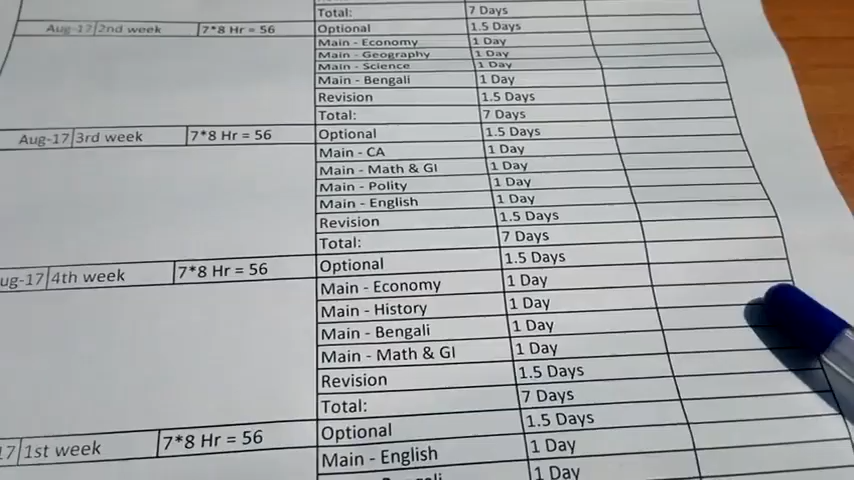 Total: 7 Days
Aug-17 2nd week 7*8 Hr = 56 Optional 1.5 Days
Main - Economy 1 Day
Main - Geography 1 Day
Main - Science 1 Day
Main - Bengali 1 Day
Revision 1.5 Days
Total: 7 Days
Aug-17 3rd week 7*8 Hr = 56 Optional 1.5 Days
Main - CA 1 Day
Main - Math & GI 1 Day
Main - Polity 1 Day
Main - English 1 Day
Revision 1.5 Days
Total: 7 Days
ug-17 4th week 7*8 Hr = 56 Optional 1.5 Days
Main - Economy 1 Day
Main - History 1 Day
Main - Bengali 1 Day
Main - Math & GI 1 Day
Revision 1.5 Days
Total: 7 Days
17 1st week 7*8 Hr = 56 Optional 1.5 Days
Main - English 1 Day
1 Day